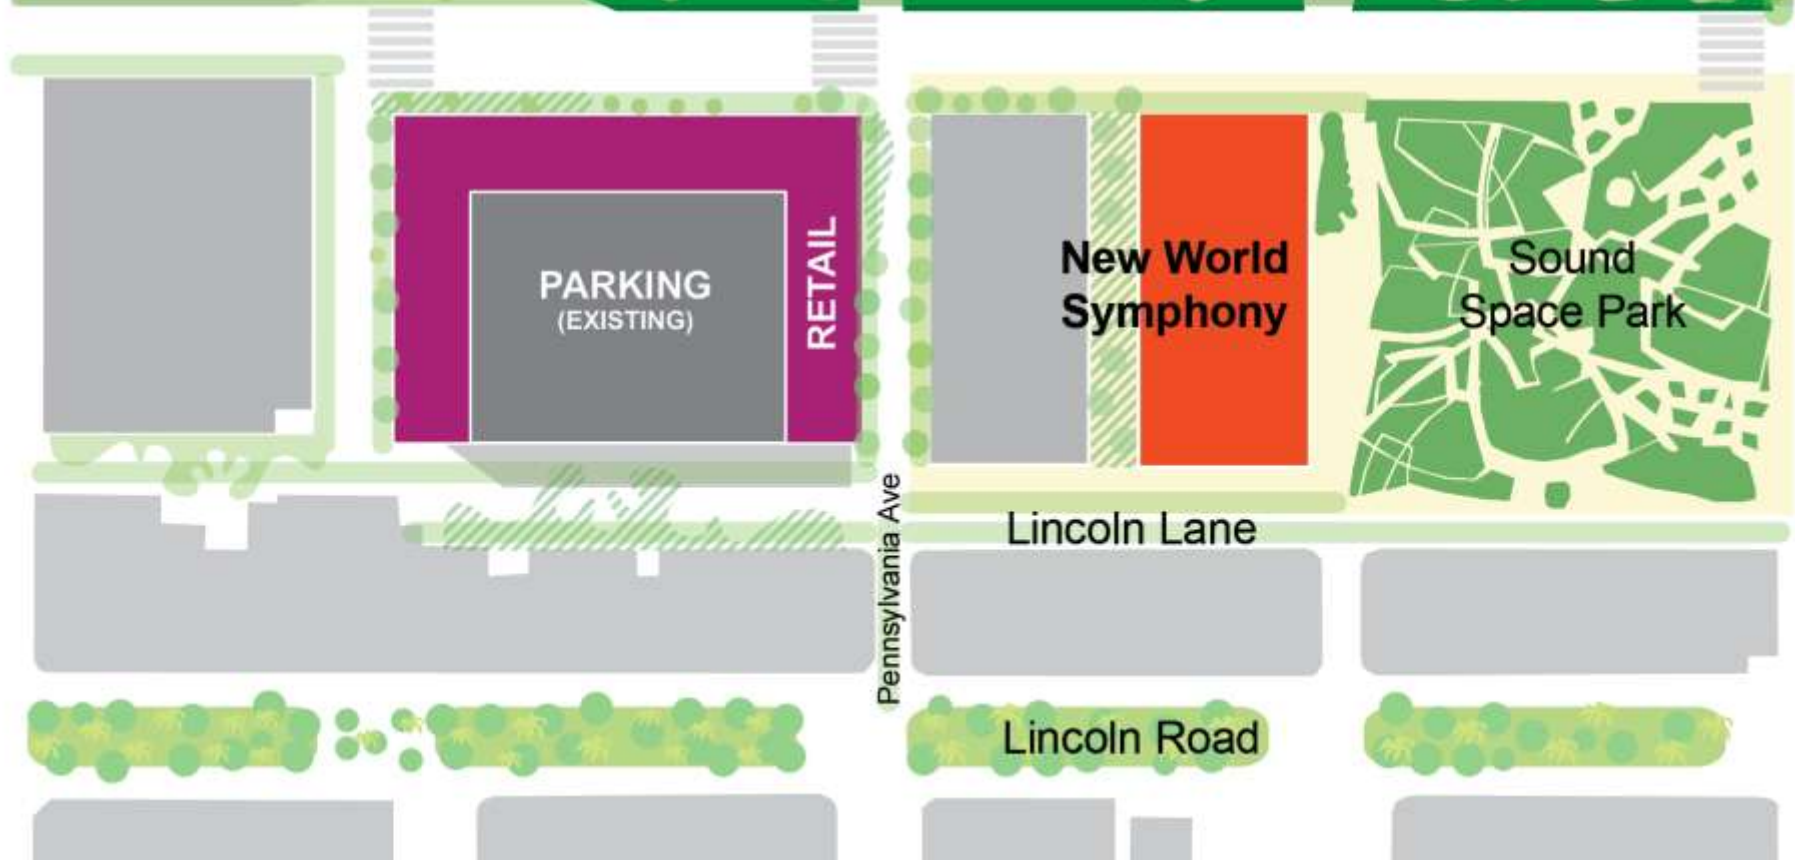 PARKING
(EXISTING)
RETAIL
New World
Symphony
Sound
Space Park
Pennsylvania Ave
Lincoln Lane
Lincoln Road